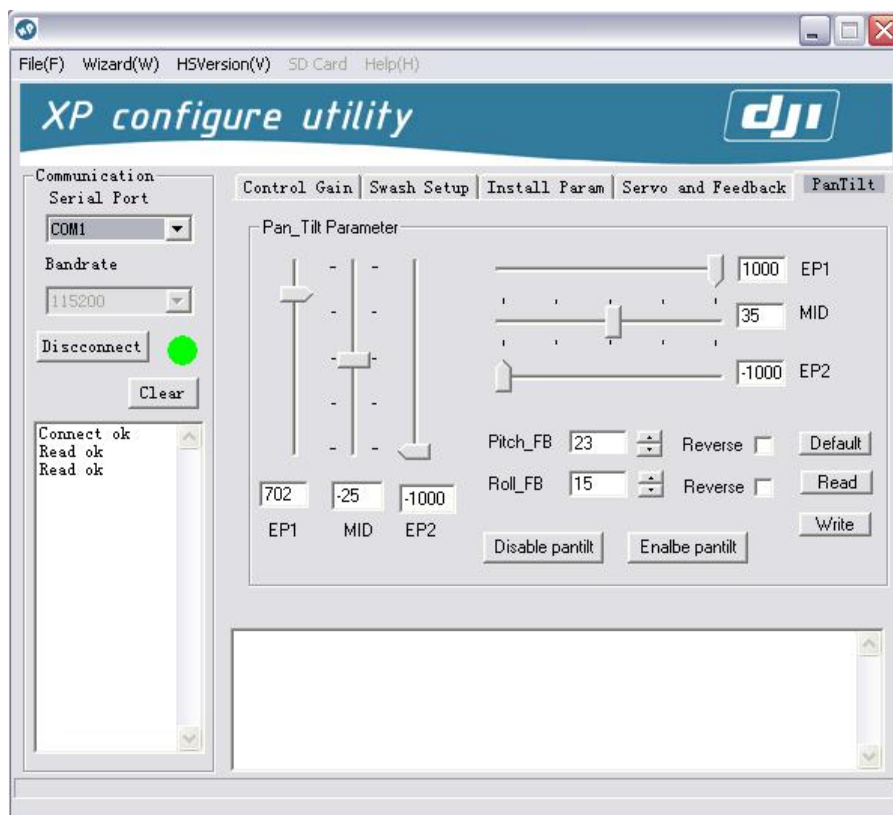 XP
File(F) Wizard(W) HSVersion(V) SD Card Help(H)
XP configure utility
dji
Communication
Serial Port
COM1
Bandrate
115200
Discconnect
Clear
Connect ok
Read ok
Read ok
Control Gain Swash Setup Install Param Servo and Feedback PanTilt
Pan_Tilt Parameter
1000 EP1
35 MID
-1000 EP2
Pitch_FB 23 Reverse Default
Roll_FB 15 Reverse Read
702 -25 -1000
EP1 MID EP2
Write
Disable pantilt Enalbe pantilt